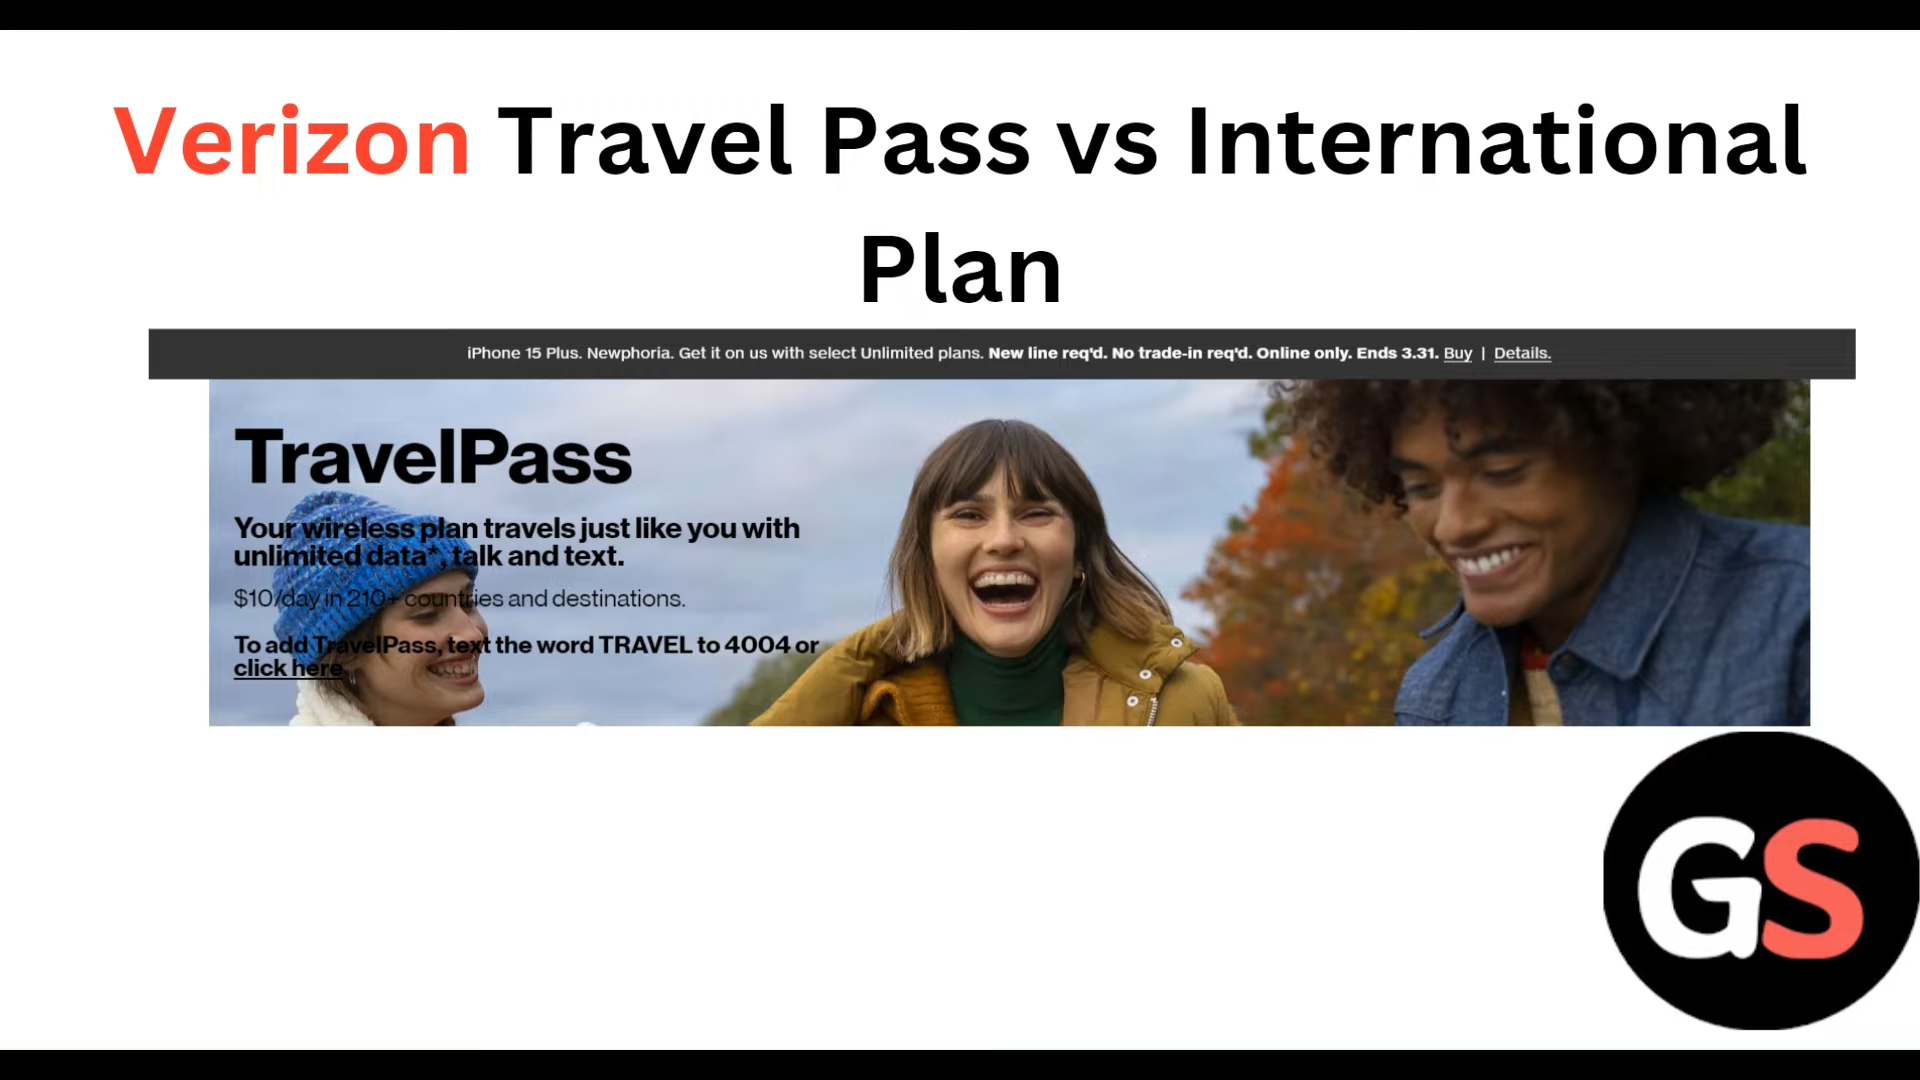 Verizon Travel Pass vs International
Plan
iPhone 15 Plus. Newphoria. Get it on us with select Unlimited plans. New line req'd. No trade-in req'd. Online only. Ends 3.31. Buy | Details.
TravelPass
Your wireless plan travels just like you with
unlimited data*, talk and text.
$10/day in 210+ countries and destinations.
To add TravelPass, text the word TRAVEL to 4004 or
click here
GS